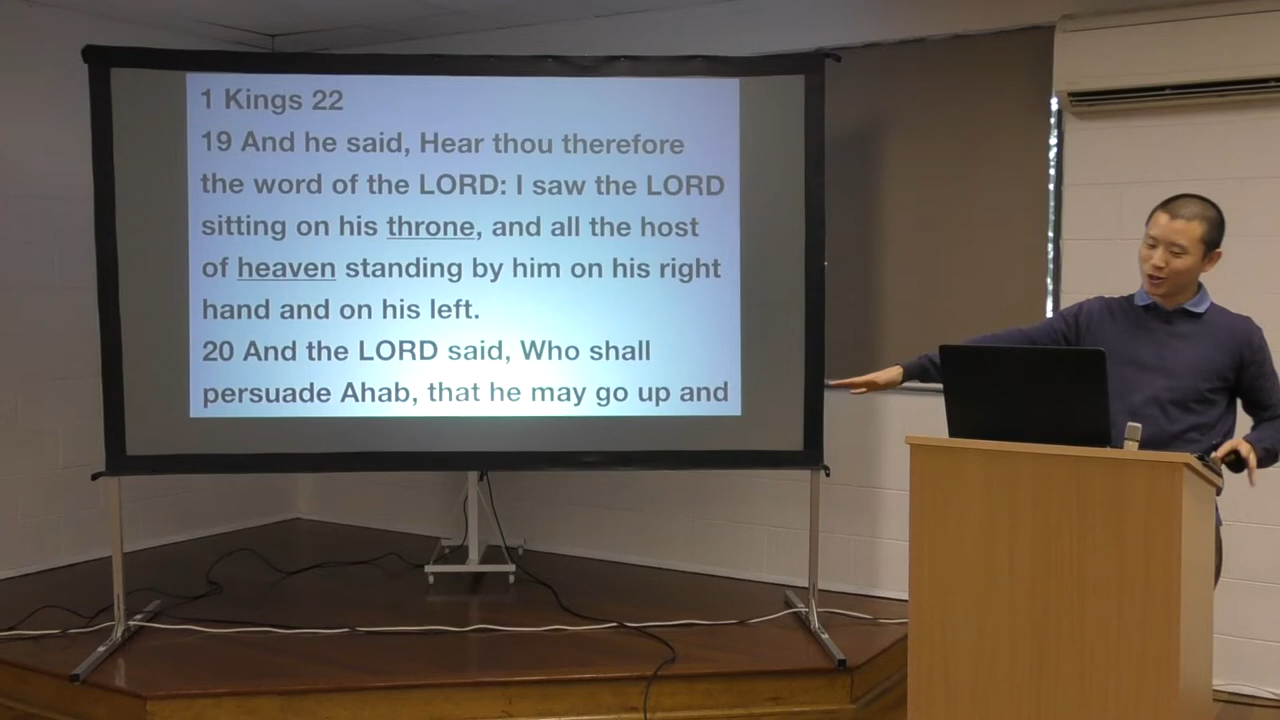 1 Kings 22
19 And he said, Hear thou therefore
the word of the LORD: I saw the LORD
sitting on his throne, and all the host
of heaven standing by him on his right
hand and on his left.
20 And the LORD said, Who shall
persuade Ahab, that he may go up and